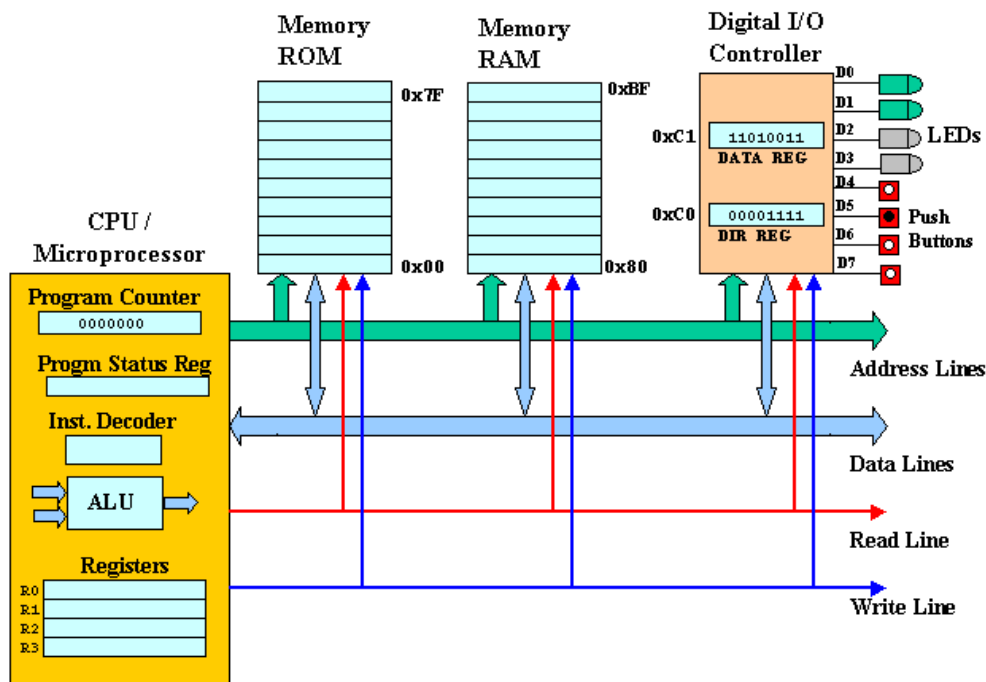 Memory
ROM
Memory
RAM
Digital I/O
Controller
0x7F
0x00
0xBF
0x80
0xC1
11010011
DATA REG
0xC0
00001111
DIR REG
D0
D1
D2
D3
D4
D5
D6
D7
LEDs
Push
Buttons
CPU /
Microprocessor
Program Counter
0000000
Progm Status Reg
Inst. Decoder
ALU
Registers
R0
R1
R2
R3
Address Lines
Data Lines
Read Line
Write Line